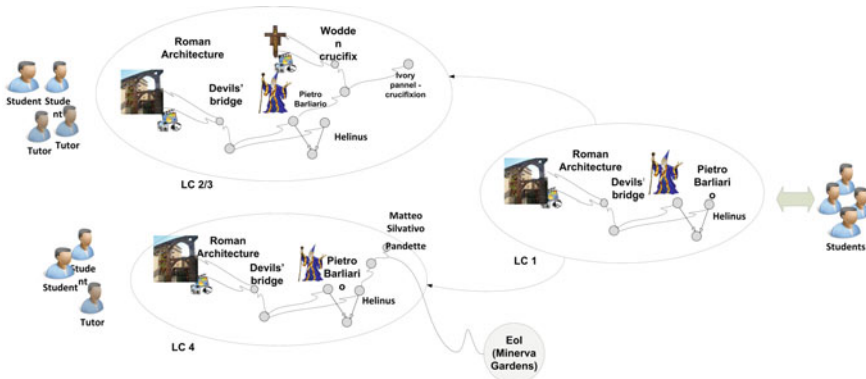 Roman
Architecture
Wodde
n
crucifix
Devils'
bridge
Pietro
Barliario
Ivory
pannel -
crucifixion
Helinus
Student
Stude
nt
Tutor
Tutor
LC 2/3
Roman
Architecture
Devils'
bridge
Pietro
Barliari
o
Helinus
LC 1
Students
Matteo
Silvativo
Pandette
Roman
Architecture
Devils'
bridge
Pietro
Barliari
o
Helinus
Stude
nt
Student
Tutor
LC 4
EoI
(Minerva
Gardens)